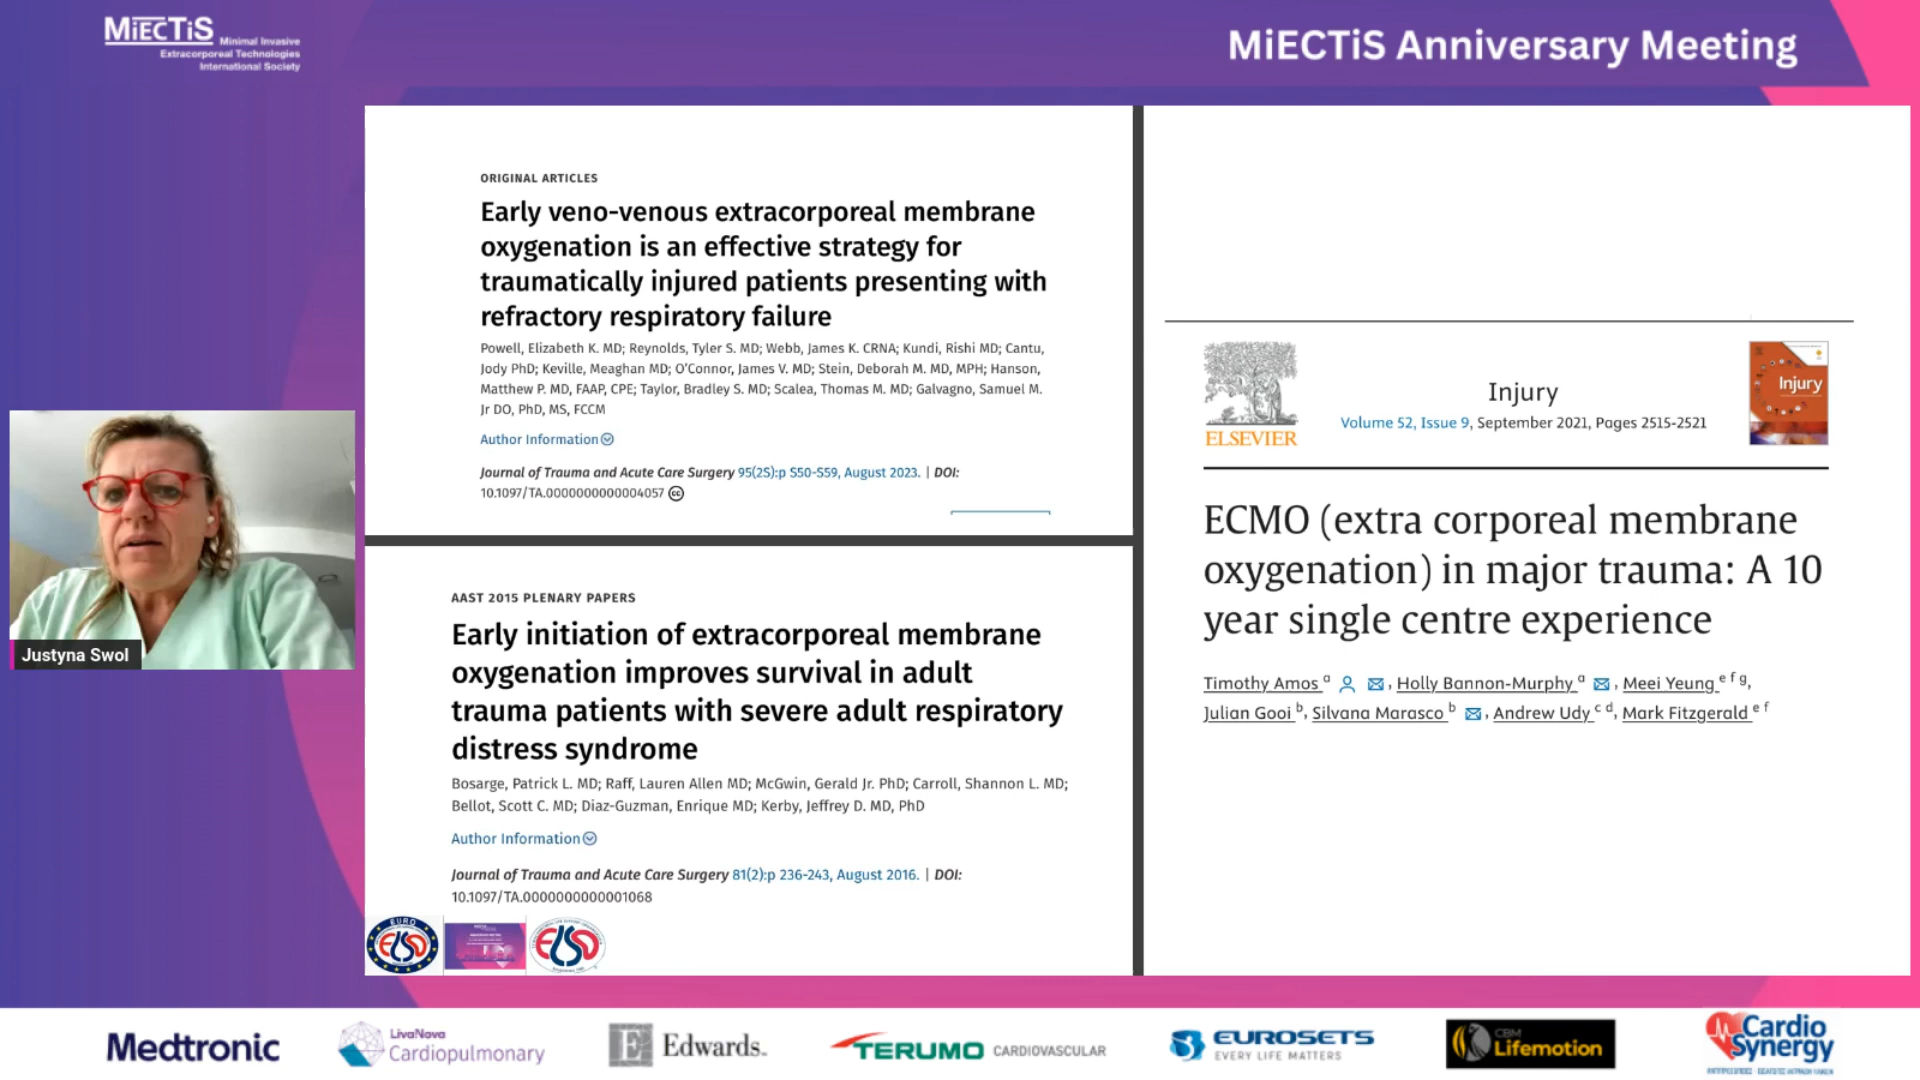 MiECTiS Minimal Invasive
Extracorporeal Technologies
International Society
MiECTiS Anniversary Meeting
ORIGINAL ARTICLES
Early veno-venous extracorporeal membrane
oxygenation is an effective strategy for
traumatically injured patients presenting with
refractory respiratory failure
Powell, Elizabeth K. MD; Reynolds, Tyler S. MD; Webb, James K. CRNA; Kundi, Rishi MD; Cantu,
Jody PhD; Keville, Meaghan MD; O'Connor, James V. MD; Stein, Deborah M. MD, MPH; Hanson,
Matthew P. MD, FAAP, CPE; Taylor, Bradley S. MD; Scalea, Thomas M. MD; Galvagno, Samuel M.
Jr DO, PhD, MS, FCCM
Author Information
Journal of Trauma and Acute Care Surgery 95(2S):p S50-S59, August 2023. | DOI:
10.1097/TA.0000000000004057
AAST 2015 PLENARY PAPERS
Early initiation of extracorporeal membrane
oxygenation improves survival in adult
trauma patients with severe adult respiratory
distress syndrome
Bosarge, Patrick L. MD; Raff, Lauren Allen MD; McGwin, Gerald Jr. PhD; Carroll, Shannon L. MD;
Bellot, Scott C. MD; Diaz-Guzman, Enrique MD; Kerby, Jeffrey D. MD, PhD
Author Information
Journal of Trauma and Acute Care Surgery 81(2):p 236-243, August 2016. | DOI:
10.1097/TA.0000000000001068
EURO
ELSO
ELSO
ELSEVIER
Injury
Volume 52, Issue 9, September 2021, Pages 2515-2521
Injury
ECMO (extra corporeal membrane
oxygenation) in major trauma: A 10
year single centre experience
Timothy Amos a, Holly Bannon-Murphy a, Meei Yeung e f g,
Julian Gooi b, Silvana Marasco b, Andrew Udy c d, Mark Fitzgerald e f
Justyna Swol
Medtronic
LivaNova
Cardiopulmonary
E Edwards.
TERUMO CARDIOVASCULAR
EUROSETS
EVERY LIFE MATTERS
CBM
Lifemotion
Cardio
Synergy